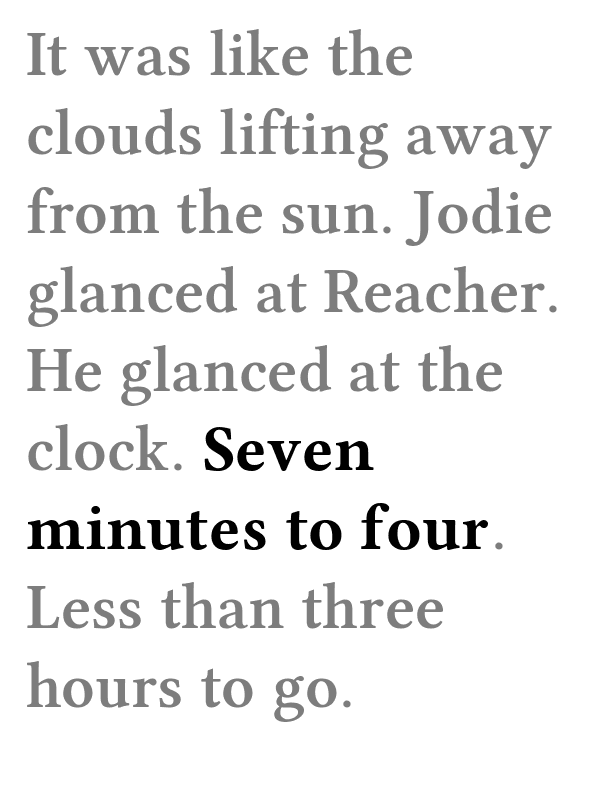 It was like the
clouds lifting away
from the sun. Jodie
glanced at Reacher.
He glanced at the
clock. Seven
minutes to four.
Less than three
hours to go.